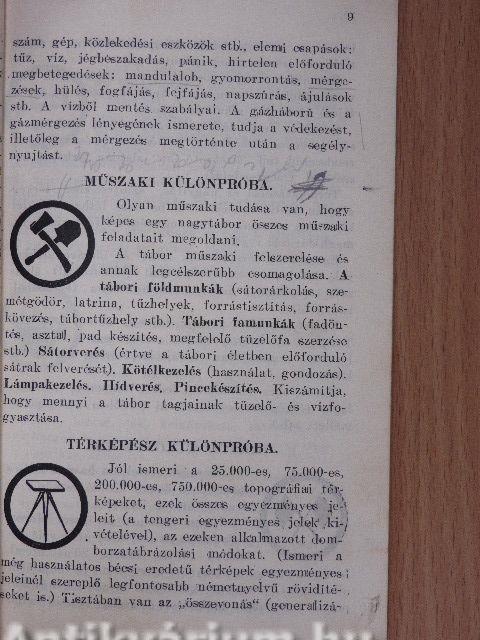 9
szám, gép, közlekedési eszközök stb., elemi csapások:
tűz, víz, jégbeszakadás, pánik, hirtelen előforduló
megbetegedések: mandulalob, gyomorrontás, mérge-
zések, hűlés, fogfájás, fejfájás, napszúrás, ájulások
stb. A vízből mentés szabályai. A gázháború és a
gázmérgezés lényegének ismerete, tudja a védekezést,
illetőleg a mérgezés megtörténte után a segély-
nyujtást.
MŰSZAKI KÜLÖNPRÓBA.
Olyan műszaki tudása van, hogy
képes egy nagytábor összes műszaki
feladatait megoldani.
A tábor műszaki felszerelése és
annak legcélszerűbb csomagolása. A
tábori földmunkák (sátorárkolás, sze-
métgödör, latrina, tűzhelyek, forrástisztítás, forrás-
kövezés, tábortűzhely stb.). Tábori famunkák (fadön-
tés, asztal, pad készítés, megfelelő tüzelőfa szerzése
stb.) Sátorverés (értve a tábori életben előforduló
sátrak felverését). Kötélkezelés (használat, gondozás).
Lámpakezelés. Hídverés. Pincekészítés. Kiszámítja,
hogy mennyi a tábor tagjainak tüzelő- és vízfo-
gyasztása.
TÉRKÉPÉSZ KÜLÖNPRÓBA.
Jól ismeri a 25.000-es, 75.000-es,
200.000-es, 750.000-es topográfiai tér-
képeket, ezek összes egyezményes je-
leit (a tengeri egyezményes jelek ki-
vételével), az ezeken alkalmazott dom-
borzatábrázolási módokat. (Ismeri a
még használatos bécsi eredetű térképek egyezményes
jeleinél szereplő legfontosabb németnyelvű rövidíté-
seket is.) Tisztában van az „összevonás" (generalizá-
Antikvárium.hu